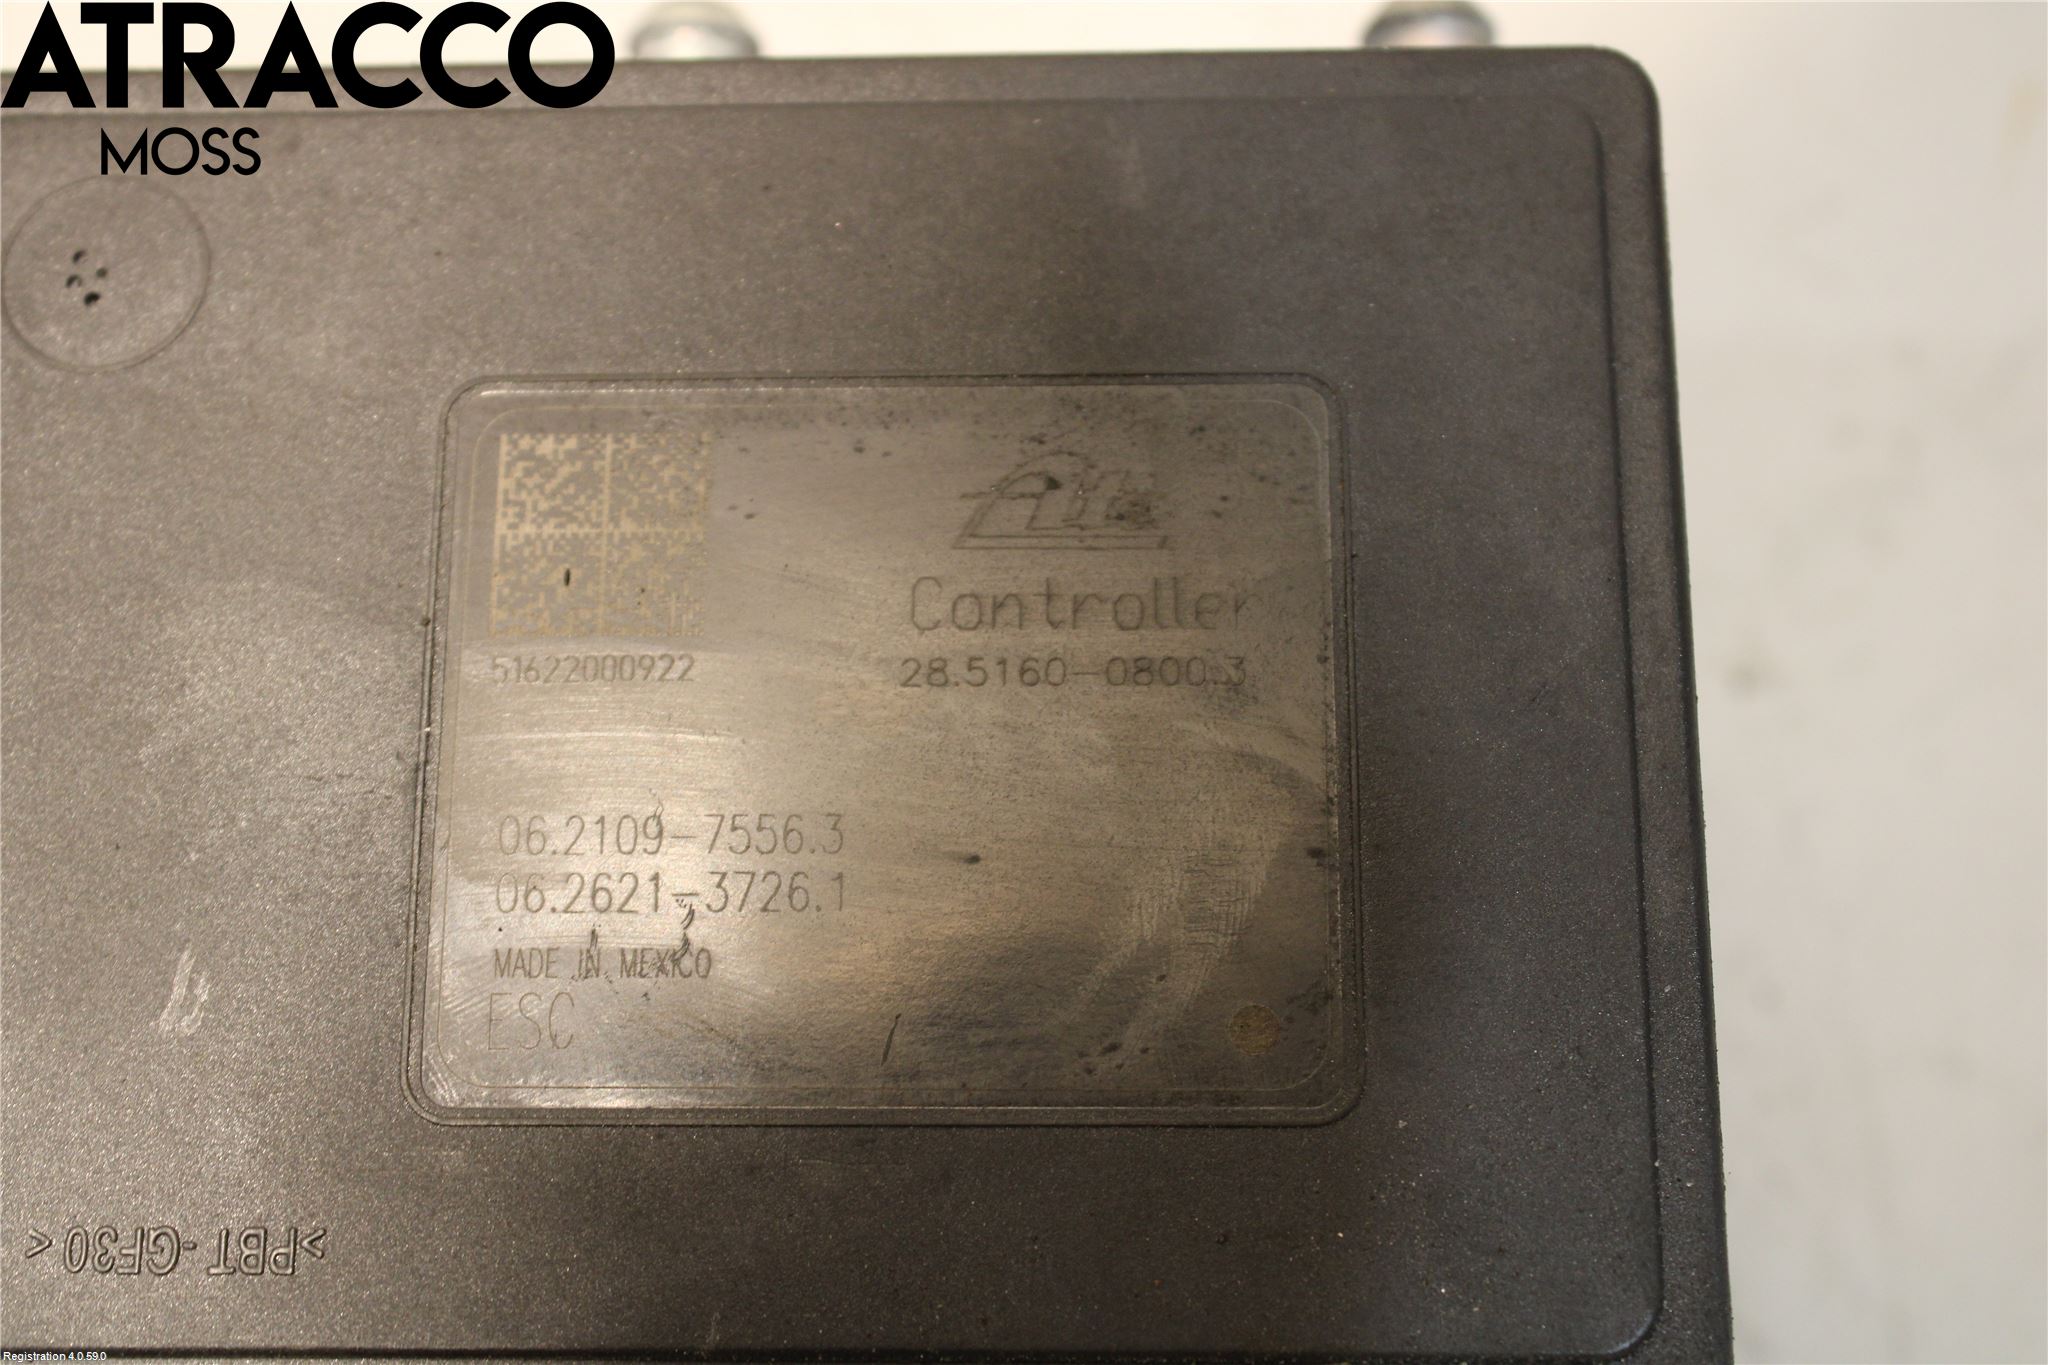 ATRACCO
MOSS
Ate
Controller
51622000922
28.5160-0800.3
06.2109-7556.3
06.2621-3726.1
MADE IN MEXICO
ESC
>PBT-GF30<
Registration 4.0.59.0